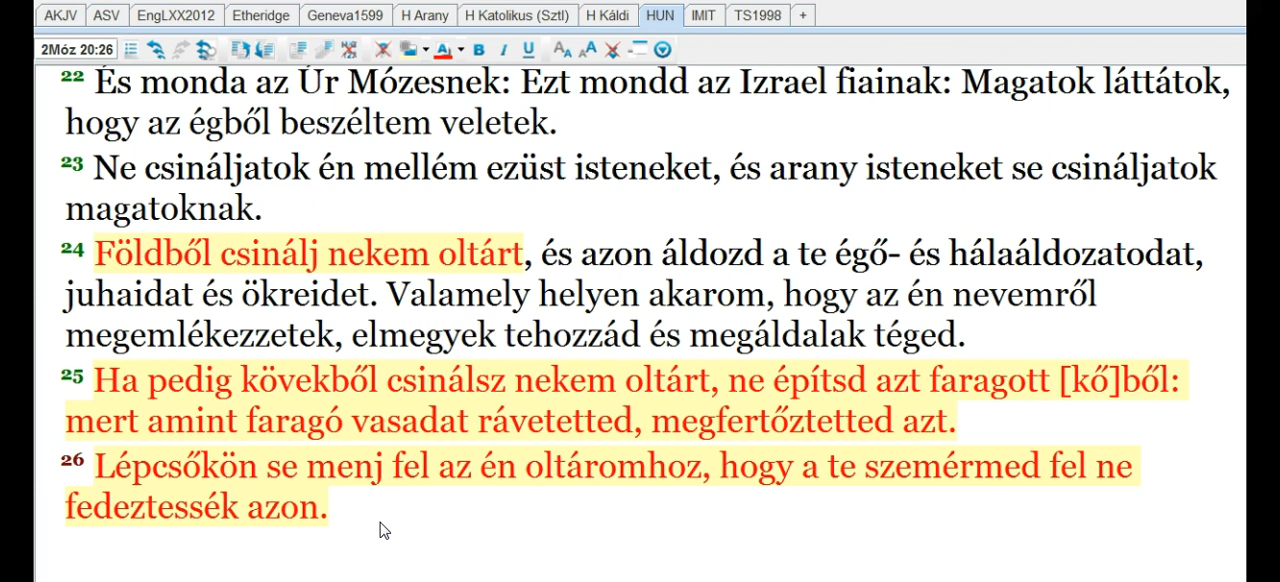 AKJV ASV EngLXX2012 Etheridge Geneva1599 H Arany H Katolikus (Sztl) H Káldi HUN IMIT TS1998 +
2Móz 20:26
22 És monda az Úr Mózesnek: Ezt mondd az Izrael fiainak: Magatok láttátok,
hogy az égből beszéltem veletek.
23 Ne csináljatok én mellém ezüst isteneket, és arany isteneket se csináljatok
magatoknak.
24 Földből csinálj nekem oltárt, és azon áldozd a te égő- és hálaáldozatodat,
juhaidat és ökreidet. Valamely helyen akarom, hogy az én nevemről
megemlékezzetek, elmegyek tehozzád és megáldalak téged.
25 Ha pedig kövekből csinálsz nekem oltárt, ne építsd azt faragott [kő]ből:
mert amint faragó vasadat rávetetted, megfertőztetted azt.
26 Lépcsőkön se menj fel az én oltáromhoz, hogy a te szemérmed fel ne
fedeztessék azon.